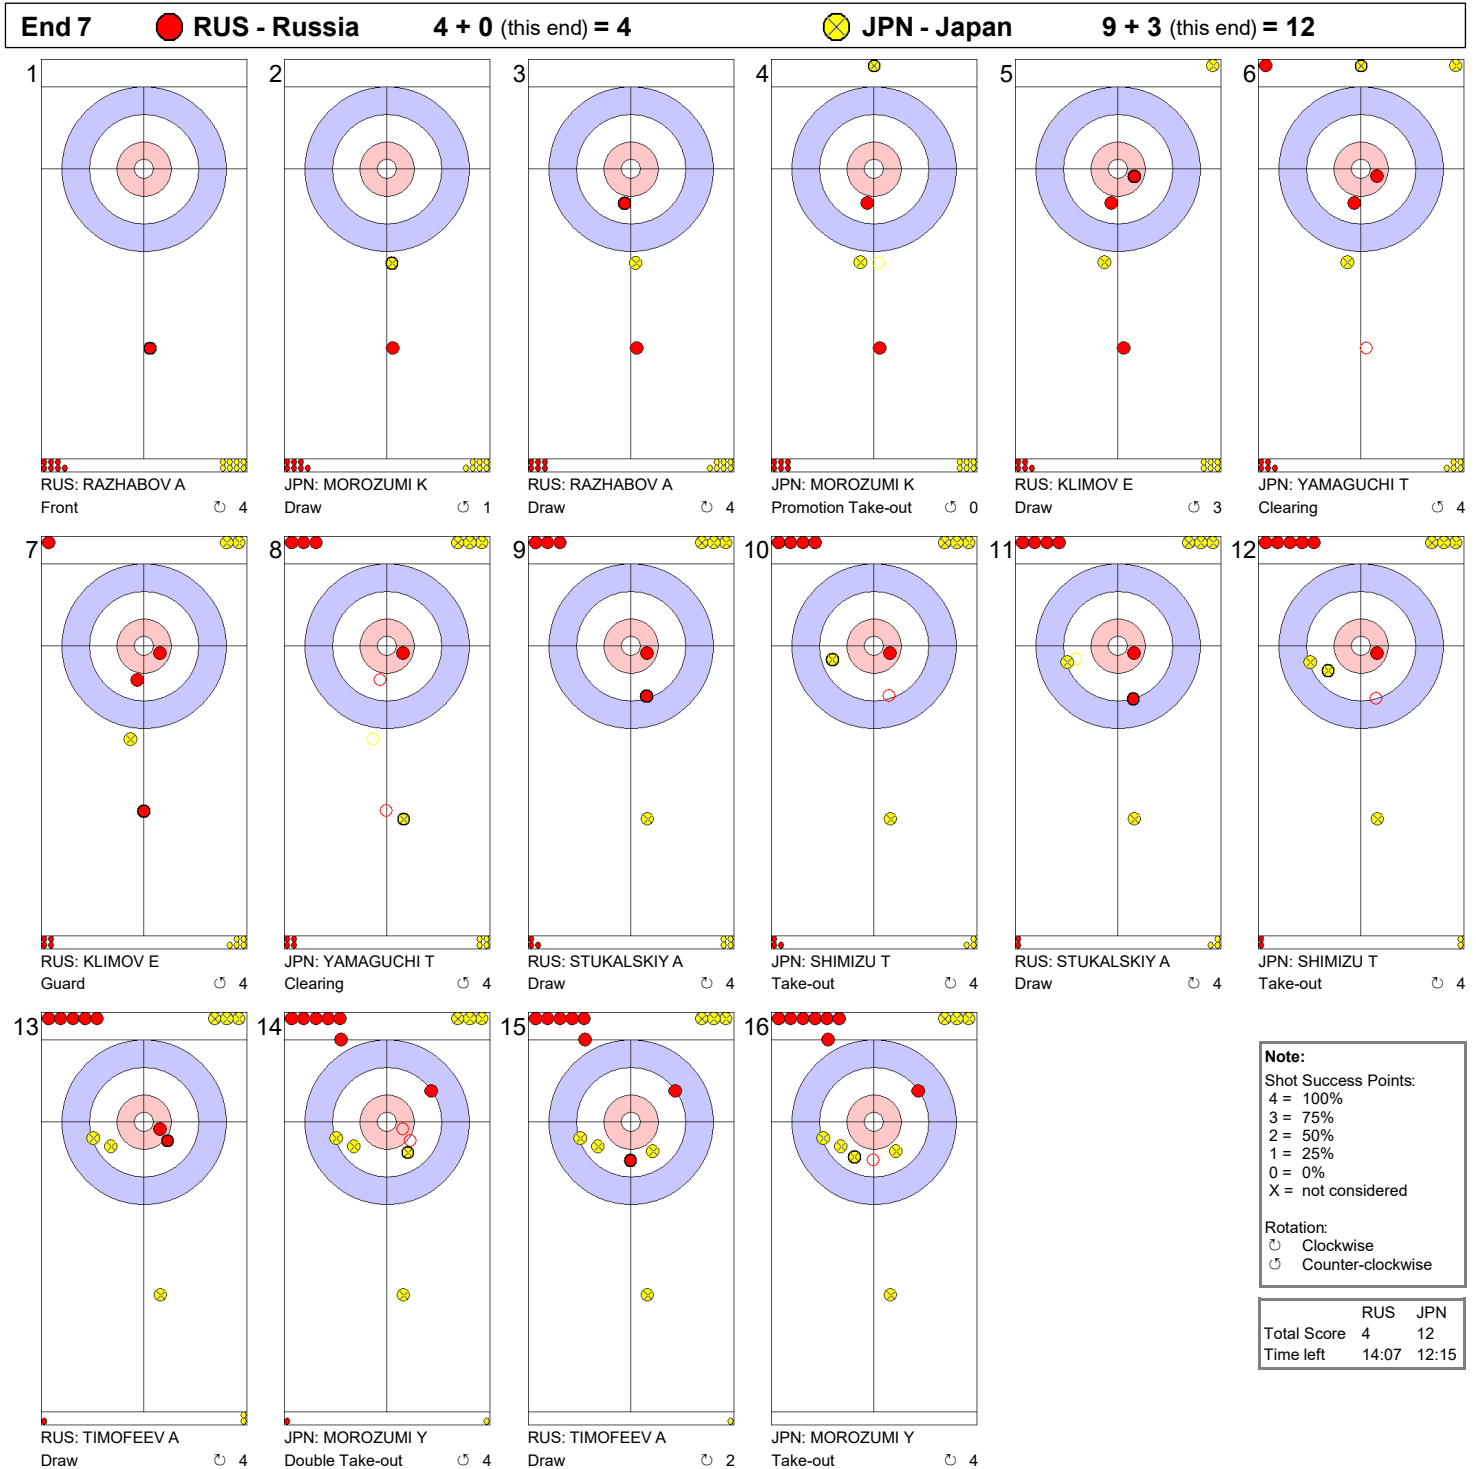 End 7 RUS - Russia 4 + 0 (this end) = 4 JPN - Japan 9 + 3 (this end) = 12
1 2 3 4 5 6
RUS: RAZHABOV A JPN: MOROZUMI K RUS: RAZHABOV A JPN: MOROZUMI K RUS: KLIMOV E JPN: YAMAGUCHI T
Front ↻ 4 Draw ↺ 1 Draw ↻ 4 Promotion Take-out ↺ 0 Draw ↺ 3 Clearing ↺ 4
7 8 9 10 11 12
RUS: KLIMOV E JPN: YAMAGUCHI T RUS: STUKALSKIY A JPN: SHIMIZU T RUS: STUKALSKIY A JPN: SHIMIZU T
Guard ↺ 4 Clearing ↺ 4 Draw ↻ 4 Take-out ↺ 4 Draw ↻ 4 Take-out ↺ 4
13 14 15 16
RUS: TIMOFEEV A JPN: MOROZUMI Y RUS: TIMOFEEV A JPN: MOROZUMI Y
Draw ↻ 4 Double Take-out ↺ 4 Draw ↻ 2 Take-out ↻ 4
Note:
Shot Success Points:
4 = 100%
3 = 75%
2 = 50%
1 = 25%
0 = 0%
X = not considered
Rotation:
↻ Clockwise
↺ Counter-clockwise
RUS JPN
Total Score 4 12
Time left 14:07 12:15